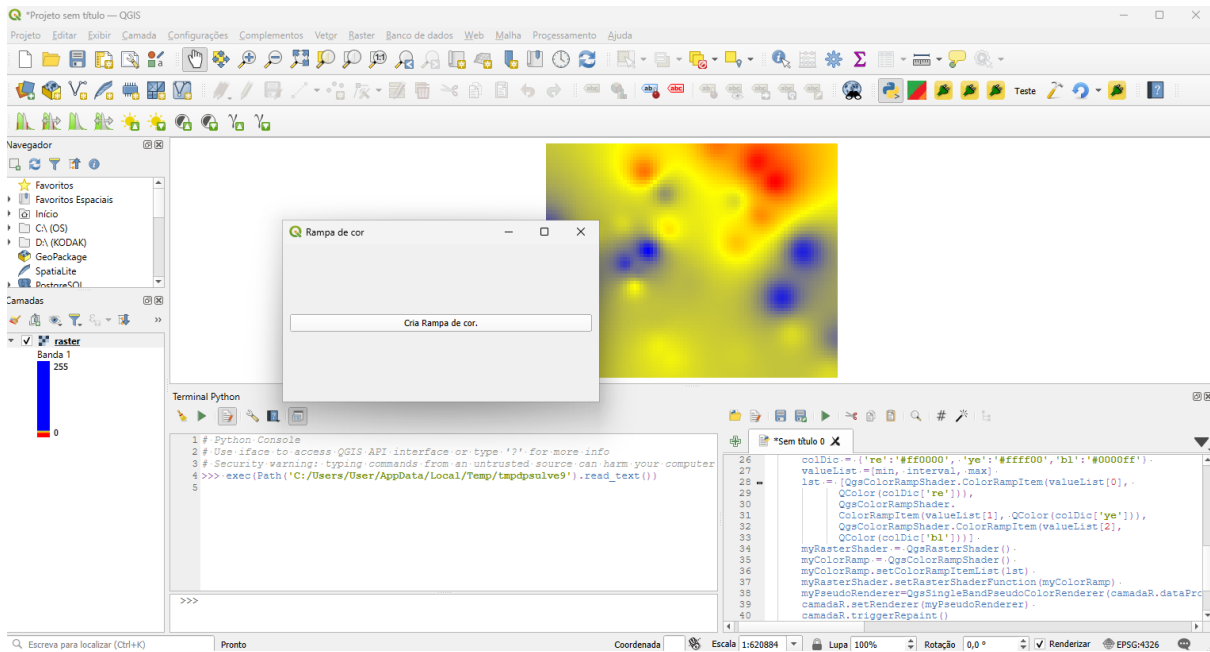 *Projeto sem título — QGIS
Projeto Editar Exibir Camada Configurações Complementos Vetor Raster Banco de dados Web Malha Processamento Ajuda
abc
abc
abc
Teste
Navegador
Favoritos
Favoritos Espaciais
Início
C:\ (OS)
D:\ (KODAK)
GeoPackage
SpatiaLite
PostgreSQL
Camadas
»
raster
Banda 1
255
0
Rampa de cor
Cria Rampa de cor.
Terminal Python
1 # Python Console
2 # Use iface to access QGIS API interface or type '?' for more info
3 # Security warning: typing commands from an untrusted source can harm your computer
4 >>> exec(Path('C:/Users/User/AppData/Local/Temp/tmpdpsulve9').read_text())
5
>>>
*Sem título 0
26 colDic = {'re':'#ff0000', 'ye':'#ffff00','bl':'#0000ff'}
27 valueList =[min, interval, max]
28 lst = [QgsColorRampShader.ColorRampItem(valueList[0],
29 QColor(colDic['re'])),
30 QgsColorRampShader.
31 ColorRampItem(valueList[1], QColor(colDic['ye'])),
32 QgsColorRampShader.ColorRampItem(valueList[2],
33 QColor(colDic['bl']))]
34 myRasterShader = QgsRasterShader()
35 myColorRamp = QgsColorRampShader()
36 myColorRamp.setColorRampItemList(lst)
37 myRasterShader.setRasterShaderFunction(myColorRamp)
38 myPseudoRenderer=QgsSingleBandPseudoColorRenderer(camadaR.dataPro
39 camadaR.setRenderer(myPseudoRenderer)
40 camadaR.triggerRepaint()
Escreva para localizar (Ctrl+K)
Pronto
Coordenada
Escala 1:620884
Lupa 100%
Rotação 0,0 °
Renderizar
EPSG:4326